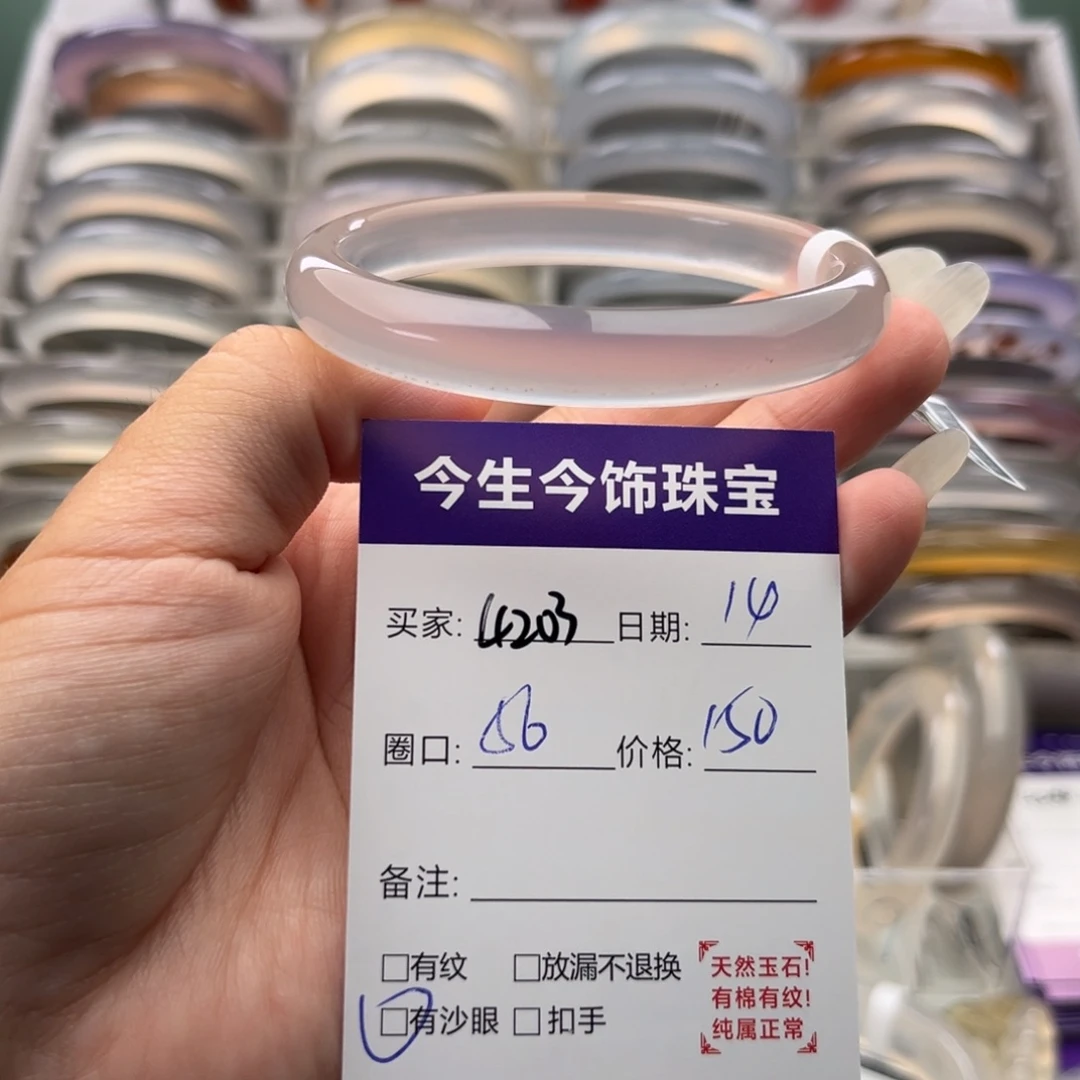 今生今饰珠宝
买家: 4203 日期: 14
圈口: 56 价格: 150
备注:
□有纹 □放漏不退换
□有沙眼 □扣手
天然玉石!
有棉有纹!
纯属正常